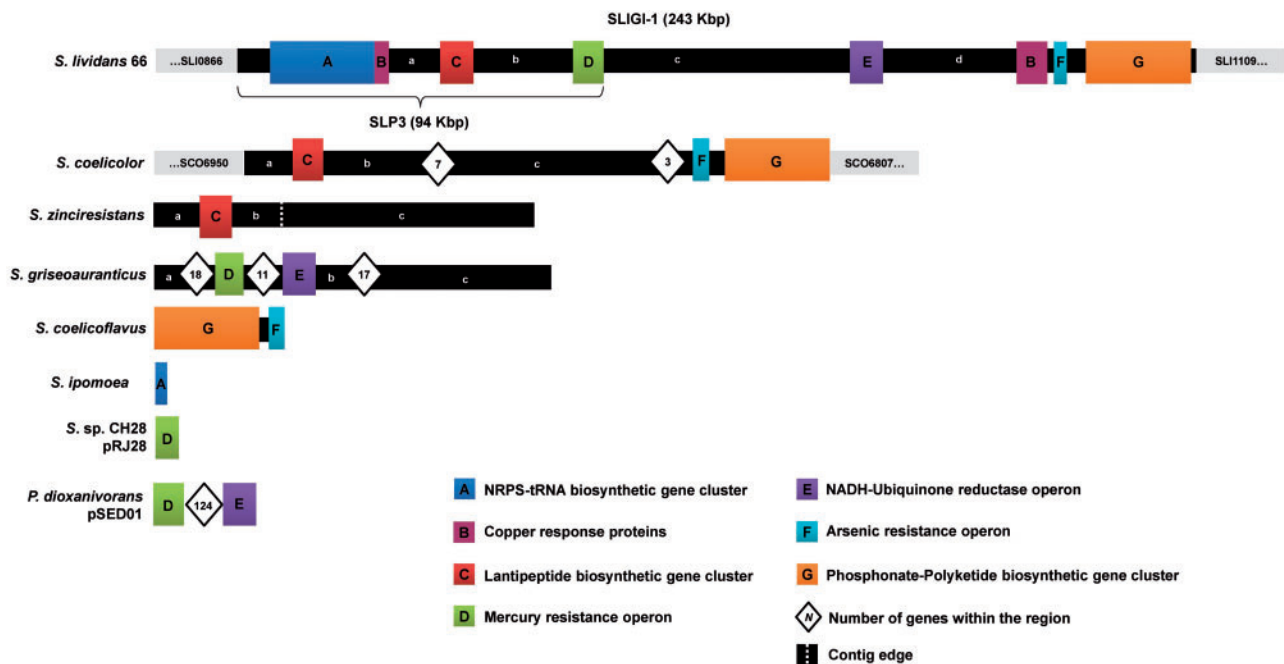 SLIGI-1 (243 Kbp)
S. lividans 66 ...SLI0866 A B a C b D c E d B F G SLI1109...
SLP3 (94 Kbp)
S. coelicolor ...SCO6950 a C b 7 c 3 F G SCO6807...
S. zinciresistans a C b c
S. griseoauranticus a 18 D 11 E b 17 c
S. coelicoflavus G F
S. ipomoea A
S. sp. CH28
pRJ28 D
P. dioxanivorans
pSED01 D 124 E
A NRPS-tRNA biosynthetic gene cluster
B Copper response proteins
C Lantipeptide biosynthetic gene cluster
D Mercury resistance operon
E NADH-Ubiquinone reductase operon
F Arsenic resistance operon
G Phosphonate-Polyketide biosynthetic gene cluster
N Number of genes within the region
Contig edge